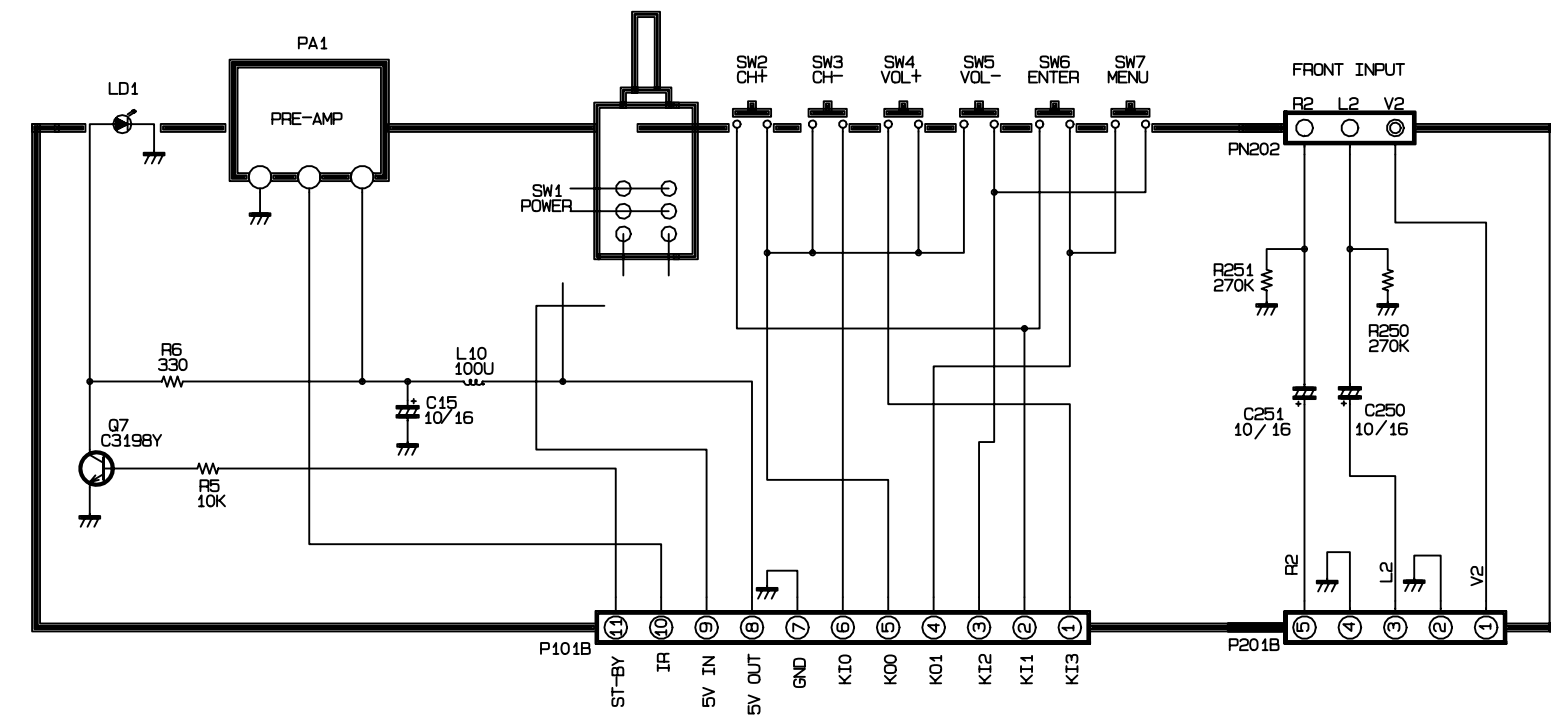 PA1
LD1
PRE-AMP
SW1
POWER
SW2
CH+
SW3
CH-
SW4
VOL+
SW5
VOL-
SW6
ENTER
SW7
MENU
FRONT INPUT
R2
L2
V2
PN202
R251
270K
R250
270K
R6
330
L10
100U
C15
10/16
Q7
C3198Y
R5
10K
C251
10/16
C250
10/16
R2
L2
V2
P101B
11
10
9
8
7
6
5
4
3
2
1
ST-BY
IR
5V IN
5V OUT
GND
KI0
KO0
KO1
KI2
KI1
KI3
P201B
5
4
3
2
1